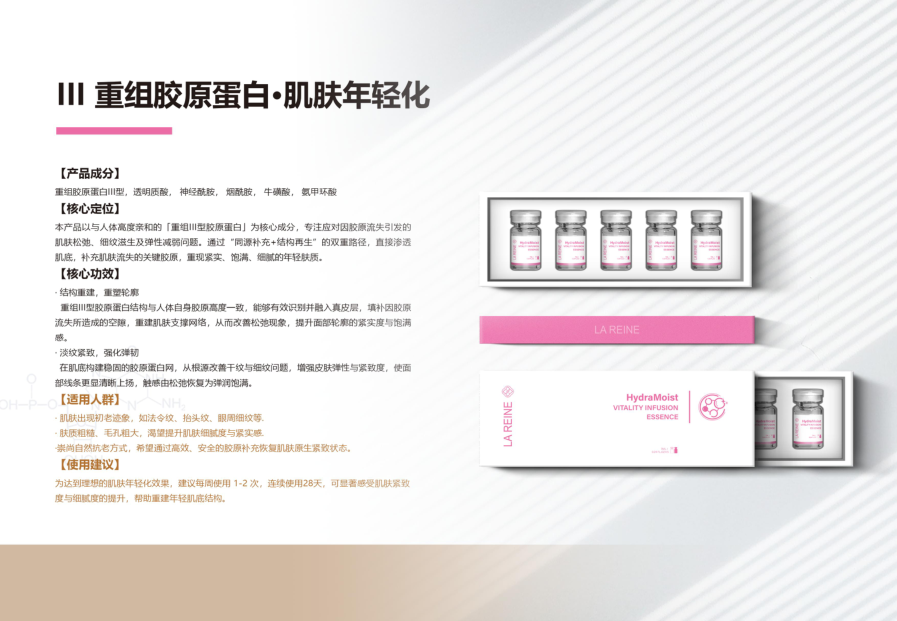 III 重组胶原蛋白·肌肤年轻化
【产品成分】
重组胶原蛋白III型，透明质酸， 神经酰胺， 烟酰胺， 牛磺酸， 氨甲环酸
【核心定位】
本产品以与人体高度亲和的「重组III型胶原蛋白」为核心成分，专注应对因胶原流失引发的
肌肤松弛、细纹滋生及弹性减弱问题。通过“同源补充+结构再生”的双重路径，直接渗透
肌底，补充肌肤流失的关键胶原，重现紧实、饱满、细腻的年轻肤质。
【核心功效】
· 结构重建，重塑轮廓
重组III型胶原蛋白结构与人体自身胶原高度一致，能够有效识别并融入真皮层，填补因胶原
流失所造成的空隙，重建肌肤支撑网络，从而改善松弛现象，提升面部轮廓的紧实度与饱满
感。
· 淡纹紧致，强化弹韧
在肌底构建稳固的胶原蛋白网，从根源改善干纹与细纹问题，增强皮肤弹性与紧致度，使面
部线条更显清晰上扬，触感由松弛恢复为弹润饱满。
【适用人群】
· 肌肤出现初老迹象，如法令纹、抬头纹、眼周细纹等.
· 肤质粗糙、毛孔粗大，渴望提升肌肤细腻度与紧实感.
·崇尚自然抗老方式，希望通过高效、安全的胶原补充恢复肌肤原生紧致状态。
【使用建议】
为达到理想的肌肤年轻化效果，建议每周使用 1-2 次，连续使用28天，可显著感受肌肤紧致
度与细腻度的提升，帮助重建年轻肌底结构。
OH-P-O
N
NH₂
LA REINE
HydraMoist
LA REINE
HydraMoist
LA REINE
HydraMoist
LA REINE
HydraMoist
LA REINE
HydraMoist
LA REINE
LA REINE
HydraMoist
VITALITY INFUSION
ESSENCE
HydraMoist